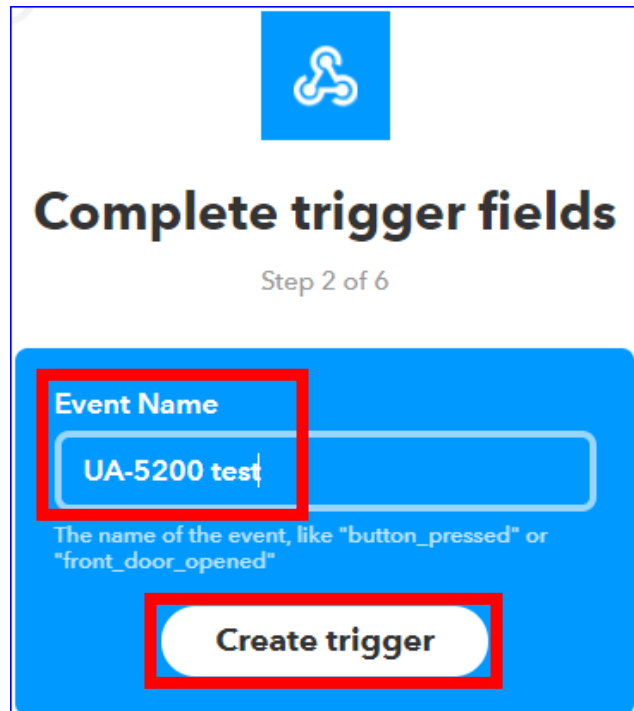 Complete trigger fields
Step 2 of 6
Event Name
UA-5200 test
The name of the event, like "button_pressed" or
"front_door_opened"
Create trigger